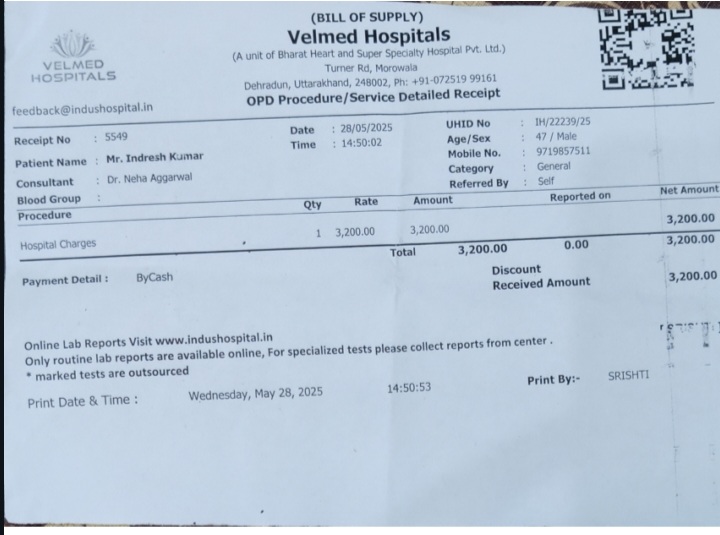 (BILL OF SUPPLY)
Velmed Hospitals
(A unit of Bharat Heart and Super Specialty Hospital Pvt. Ltd.)
Turner Rd, Morowala
Dehradun, Uttarakhand, 248002, Ph: +91-072519 99161
OPD Procedure/Service Detailed Receipt
VELMED
HOSPITALS
feedback@indushospital.in
Receipt No : 5549 Date : 28/05/2025 UHID No : IH/22239/25
Time : 14:50:02 Age/Sex : 47 / Male
Patient Name : Mr. Indresh Kumar Mobile No. : 9719857511
Consultant : Dr. Neha Aggarwal Category : General
Blood Group : Referred By : Self
Procedure Qty Rate Amount Reported on Net Amount
Hospital Charges 1 3,200.00 3,200.00 3,200.00
Total 3,200.00 0.00 3,200.00
Payment Detail : ByCash Discount
Received Amount 3,200.00
Online Lab Reports Visit www.indushospital.in
Only routine lab reports are available online, For specialized tests please collect reports from center .
* marked tests are outsourced
Print Date & Time : Wednesday, May 28, 2025 14:50:53 Print By:- SRISHTI